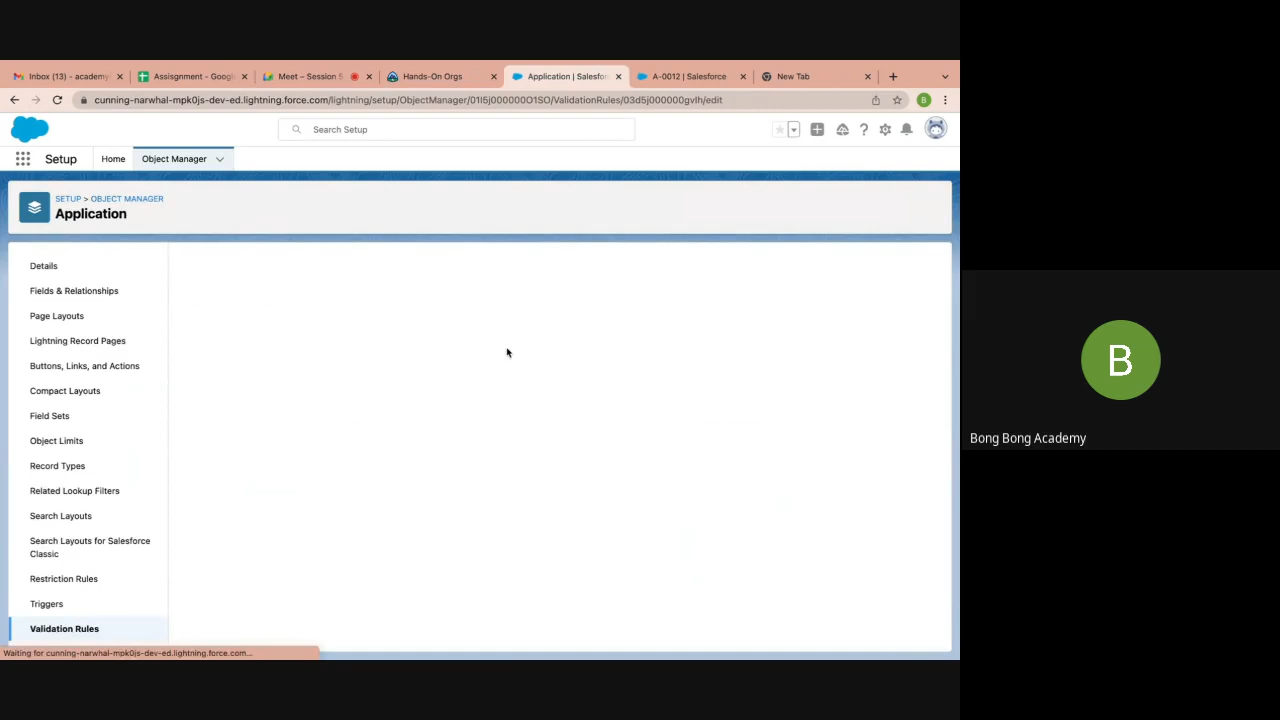 Inbox (13) - academy
Assisgnment - Goog
Meet – Session 5
Hands-On Orgs
Application | Salesfor
A-0012 | Salesforce
New Tab
cunning-narwhal-mpk0js-dev-ed.lightning.force.com/lightning/setup/ObjectManager/01I5j000000O1SO/ValidationRules/03d5j000000gvlh/edit
B
Search Setup
Setup
Home
Object Manager
SETUP > OBJECT MANAGER
Application
Details
Fields & Relationships
Page Layouts
Lightning Record Pages
Buttons, Links, and Actions
Compact Layouts
Field Sets
Object Limits
Record Types
Related Lookup Filters
Search Layouts
Search Layouts for Salesforce
Classic
Restriction Rules
Triggers
Validation Rules
Waiting for cunning-narwhal-mpk0js-dev-ed.lightning.force.com...
B
Bong Bong Academy